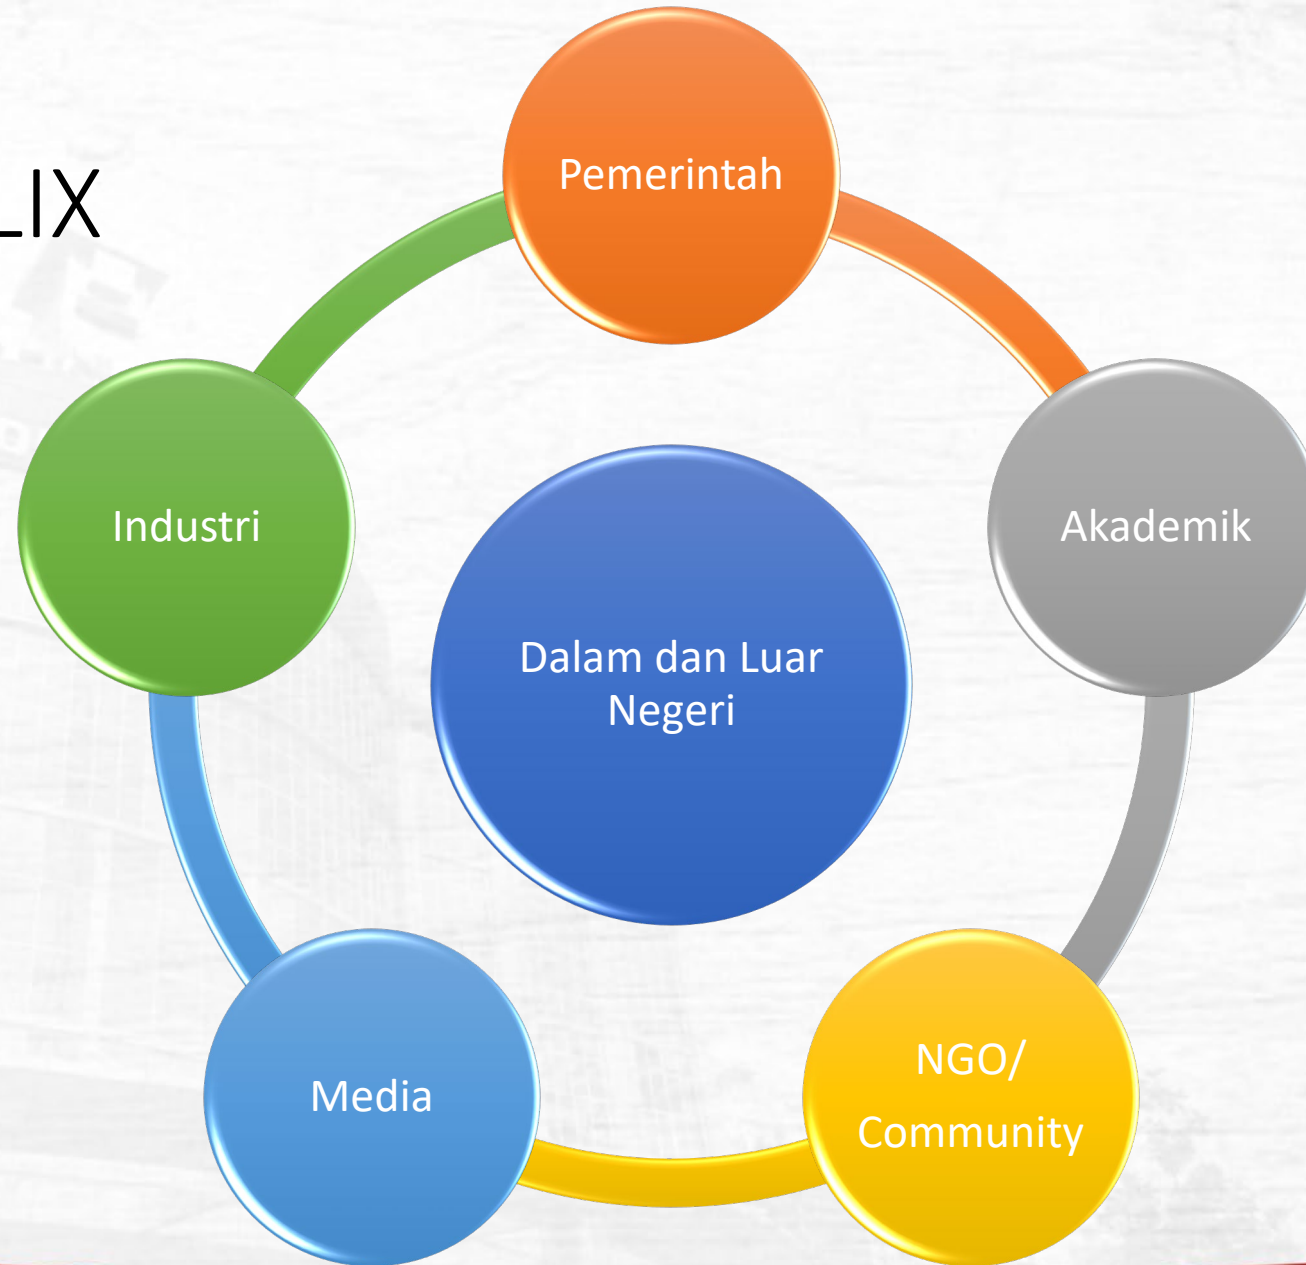 LIX
Pemerintah
Industri
Akademik
Dalam dan Luar
Negeri
Media
NGO/
Community